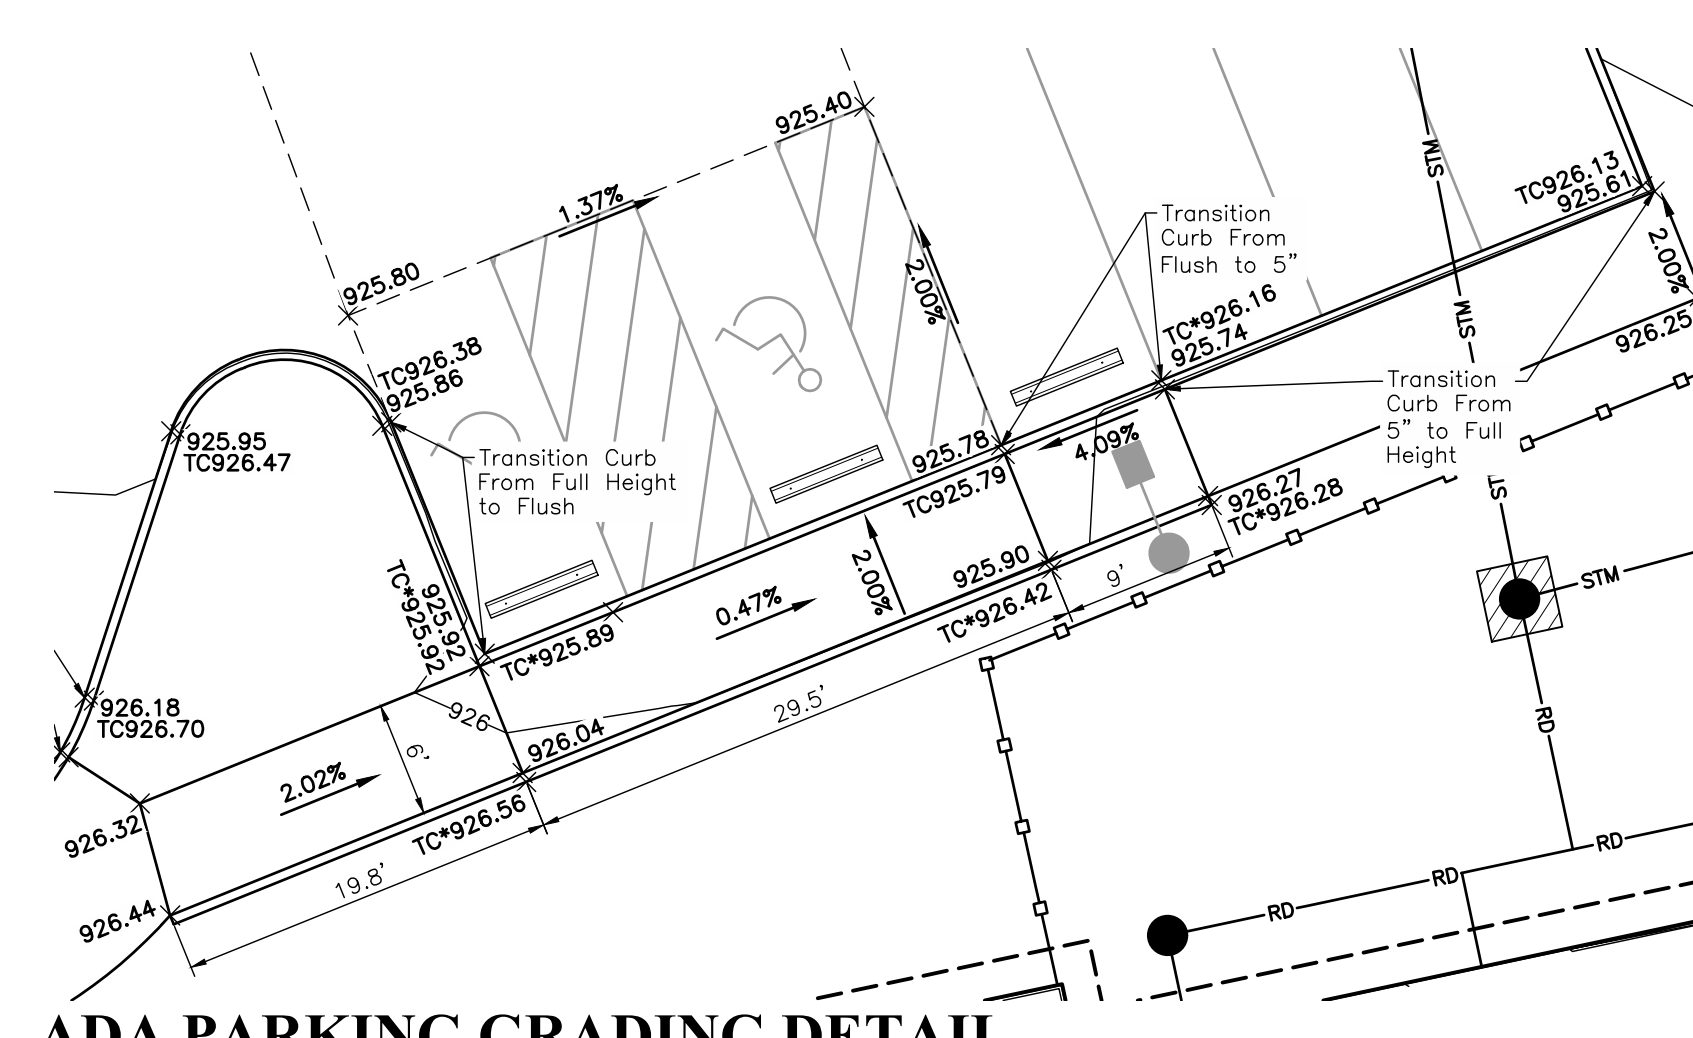 925.40
1.37%
925.80
TC926.13
925.61
STM
Transition
Curb From
Flush to 5”
2.00%
2.00%
TC*926.16
925.74
STM
926.25
TC926.38
925.86
925.95
TC926.47
Transition Curb
From Full Height
to Flush
925.78
TC925.79
4.09%
Transition
Curb From
5” to Full
Height
926.27
TC*926.28
925.92
TC*925.92
TC*925.89
0.47%
2.00%
925.90
TC*926.42
9’
STM
926.18
TC926.70
926
6’
926.04
29.5’
RD
2.02%
926.32
TC*926.56
19.8’
926.44
RD
RD
RD
ADA PARKING GRADING DETAIL